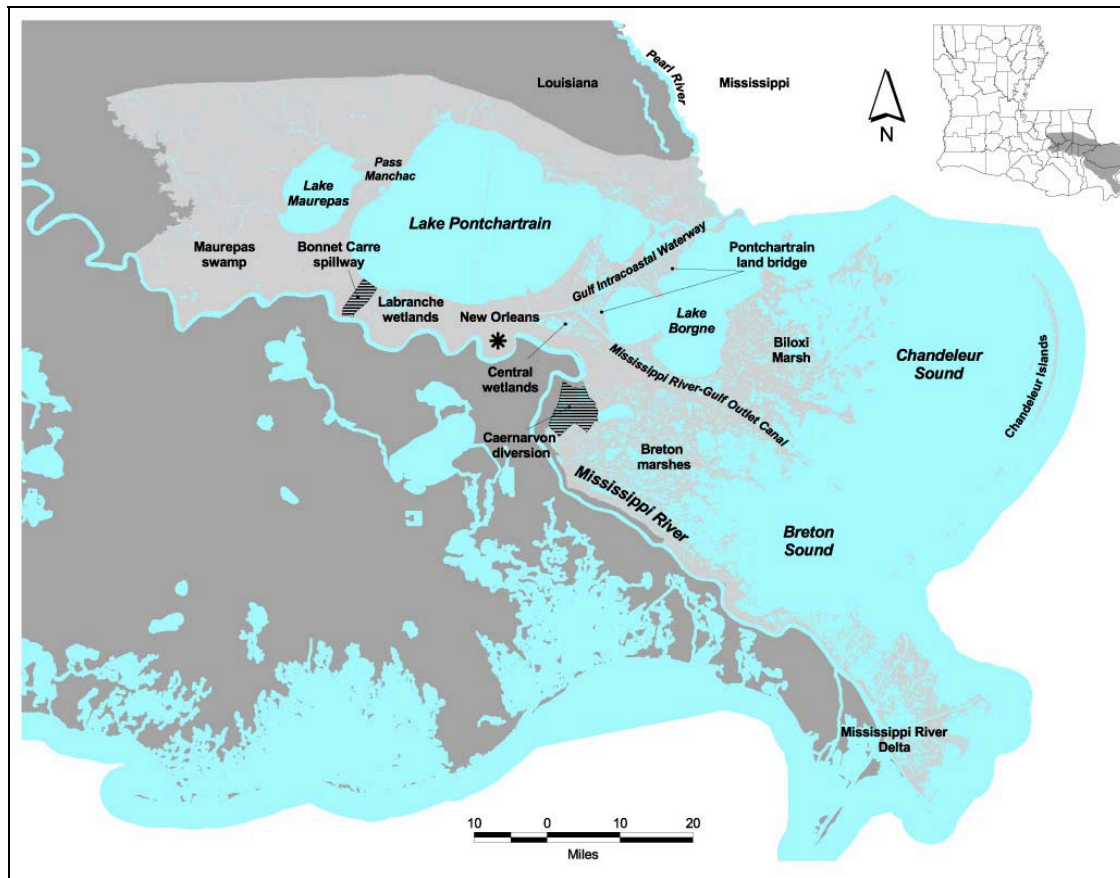 Louisiana
Pearl River
Mississippi
N
Pass
Manchac
Lake
Maurepas
Lake Pontchartrain
Maurepas
swamp
Bonnet Carre
spillway
Labranche
wetlands
New Orleans
Gulf Intracoastal Waterway
Pontchartrain
land bridge
Lake
Borgne
Biloxi
Marsh
Chandeleur
Sound
Chandeleur Islands
Central
wetlands
Mississippi River-Gulf Outlet Canal
Caernarvon
diversion
Breton
marshes
Mississippi River
Breton
Sound
Mississippi River
Delta
10 0 10 20
Miles